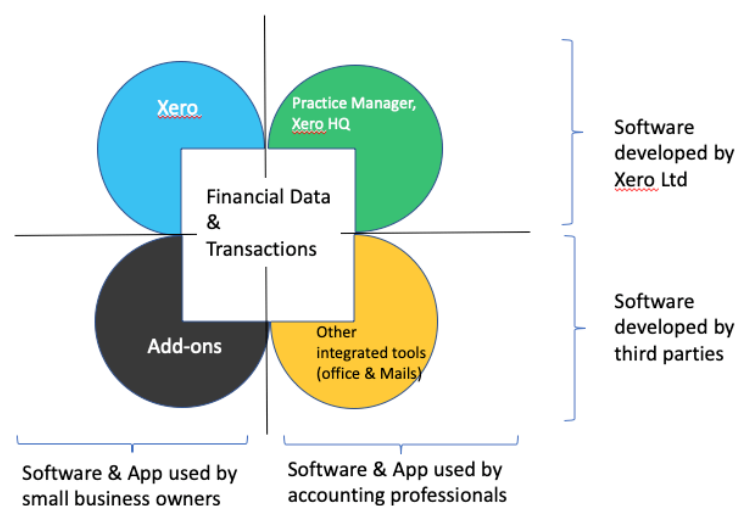 Xero
Practice Manager,
Xero HQ
Software
developed by
Xero Ltd
Financial Data
&
Transactions
Add-ons
Other
integrated tools
(office & Mails)
Software
developed by
third parties
Software & App used by
small business owners
Software & App used by
accounting professionals